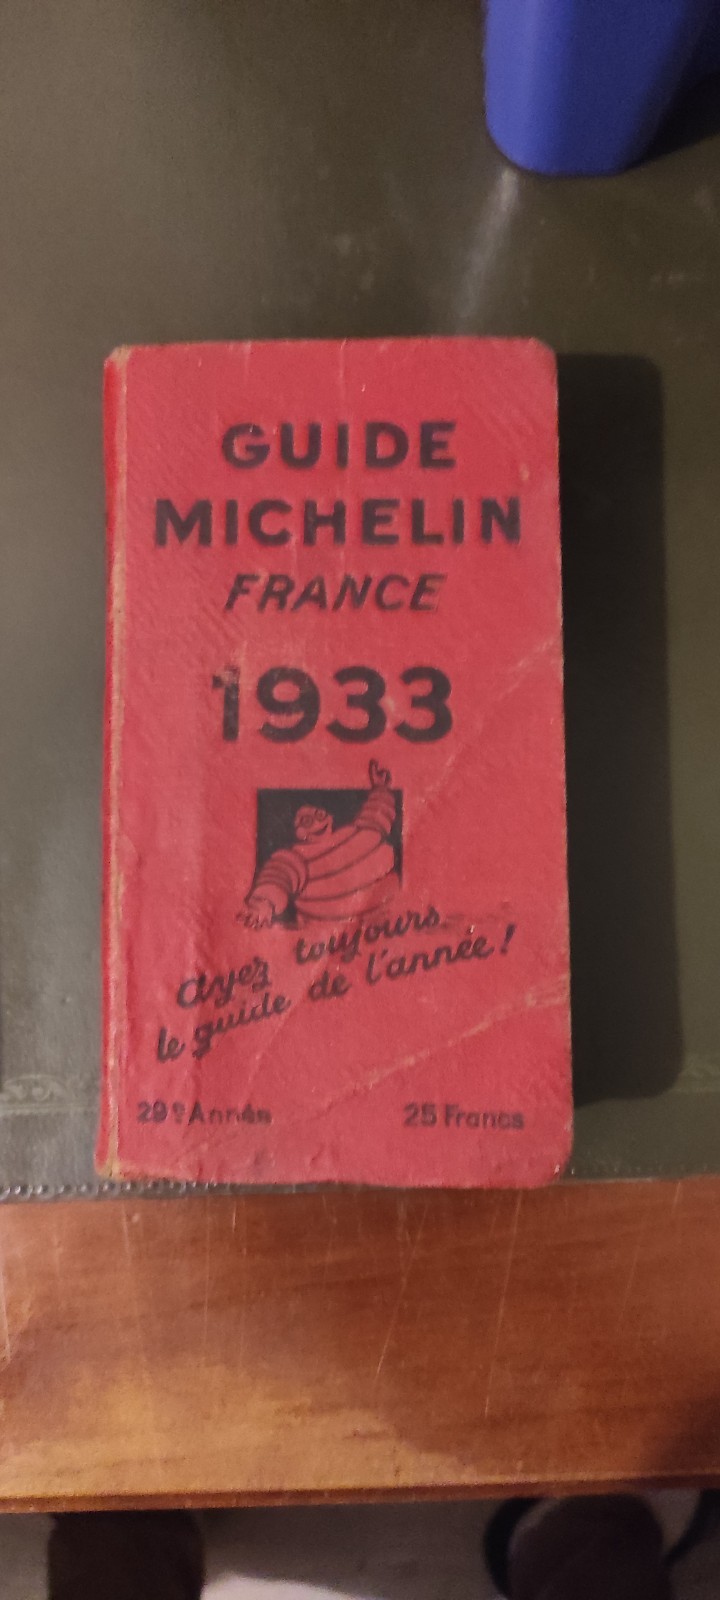 GUIDE
MICHELIN
FRANCE
1933
ayez toujours
le guide de l'année!
29e Année
25 Francs